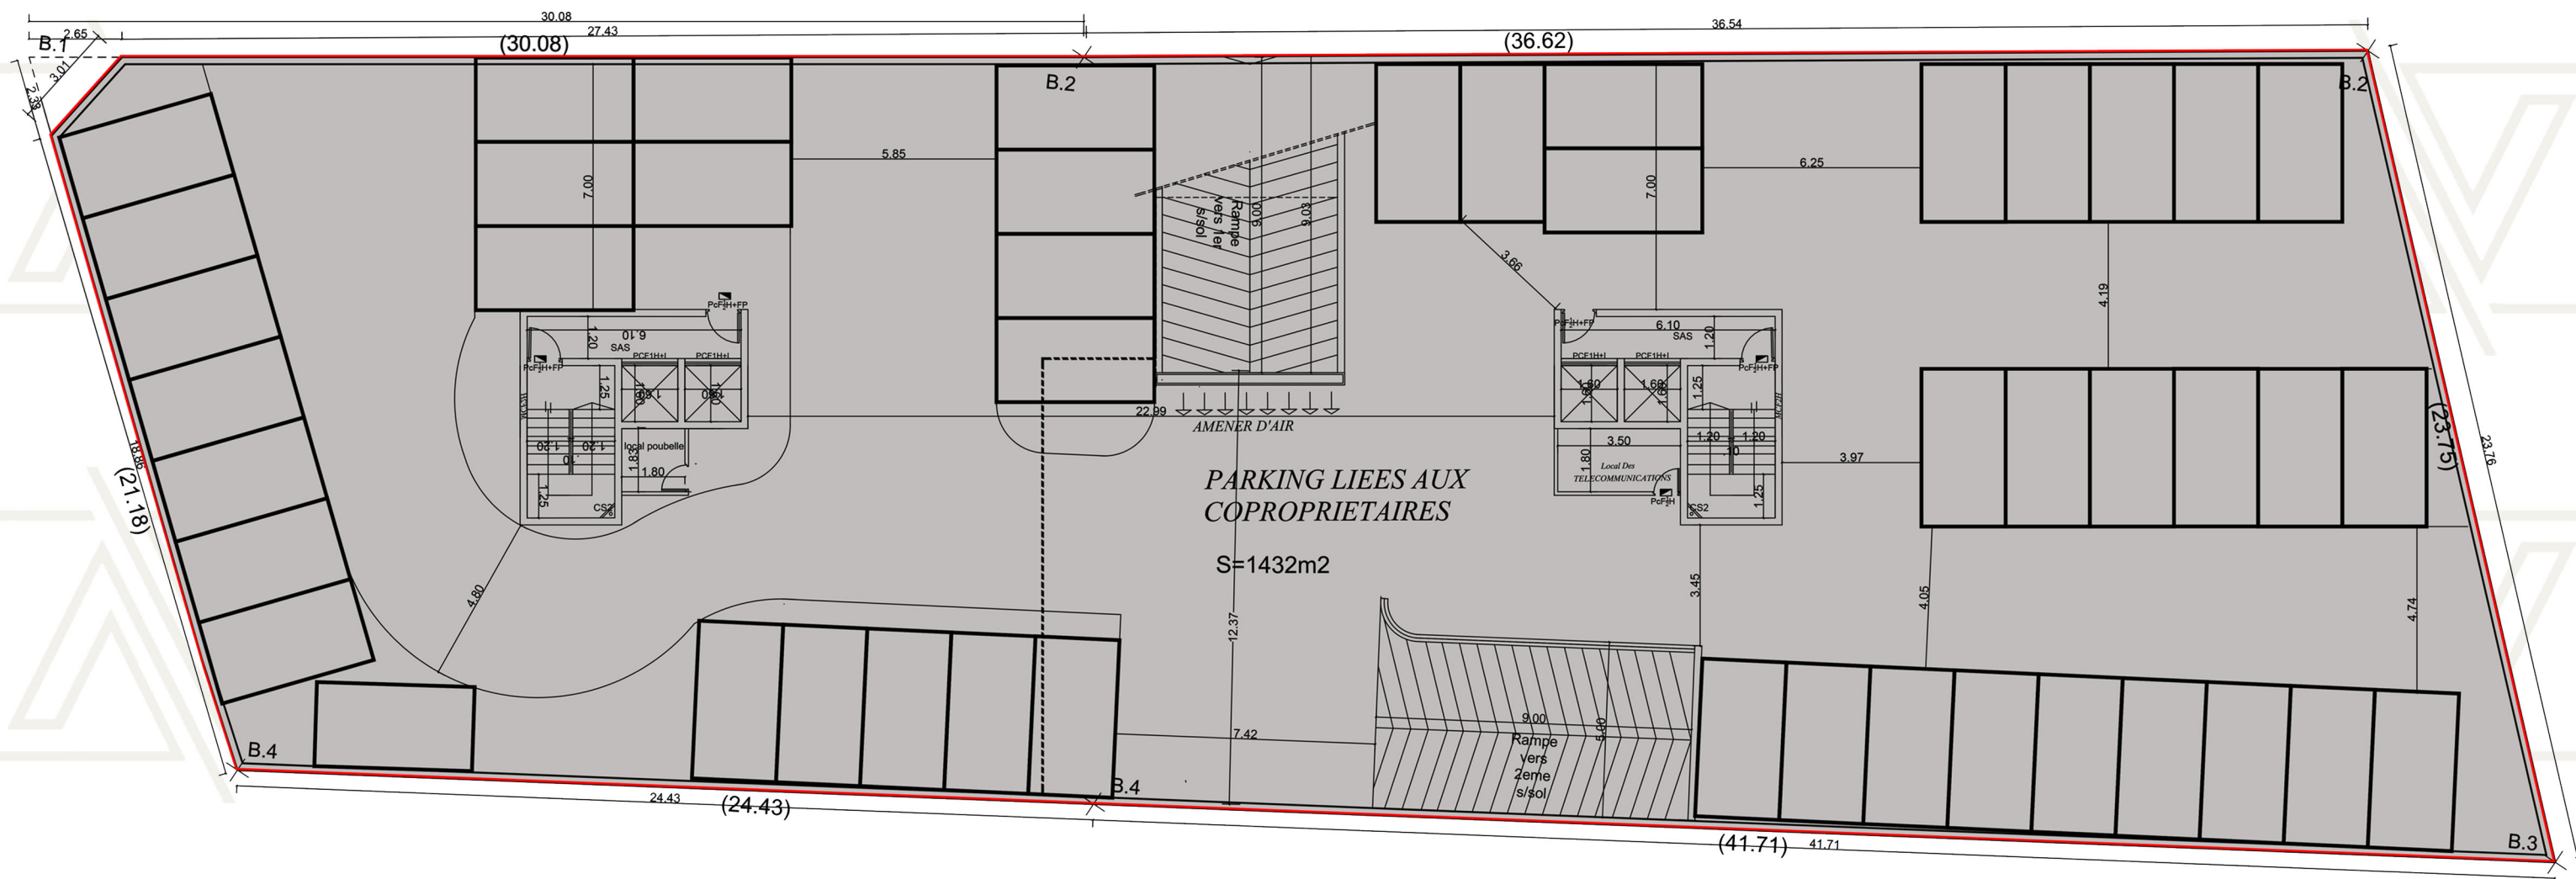 30.08
36.54
2.65
27.43
B.1
(30.08)
(36.62)
3.01
2.39
B.2
B.2
5.85
6.25
7.00
7.00
Rampe
vers 1er
s/sol
6.00
9.03
3.66
4.19
PcF½H+FP
PcF½H+FP
6.10
1.20
SAS
6.10
1.20
SAS
PCF1H+L
PCF1H+L
PCF1H+L
PCF1H+L
PcF½H+FP
PcF½H+FP
1.25
1.60
1.60
1.60
1.60
1.25
22.99
AMENER D'AIR
MCF2H
1.20
1.20
.10
local poubelle
1.83
1.80
3.50
1.80
Local Des
TELECOMMUNICATIONS
1.20
1.20
.10
3.97
(23.75)
23.76
18.86
(21.18)
PARKING LIEES AUX
COPROPRIETAIRES
1.25
CS2
PcF½H
CS2
1.25
S=1432m2
4.80
3.45
4.05
4.74
12.37
7.42
9.00
5.00
Rampe
vers
2eme
s/sol
B.4
B.4
24.43
(24.43)
(41.71)
41.71
B.3